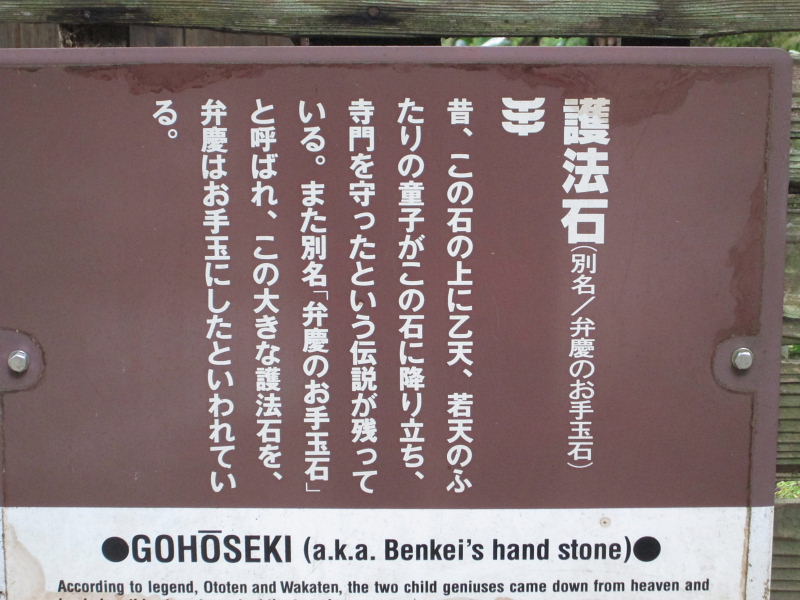 護法石(別名／弁慶のお手玉石)
昔、この石の上に乙天、若天のふ
たりの童子がこの石に降り立ち、
寺門を守ったという伝説が残って
いる。また別名「弁慶のお手玉石」
と呼ばれ、この大きな護法石を、
弁慶はお手玉にしたといわれてい
る。
●GOHŌSEKI (a.k.a. Benkei's hand stone)●
According to legend, Ototen and Wakaten, the two child geniuses came down from heaven and